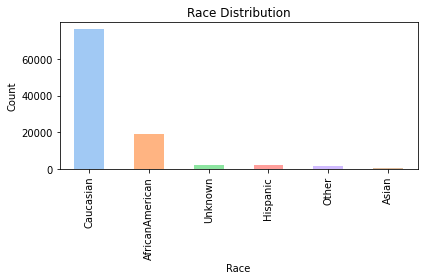 Race Distribution
Count
60000
40000
20000
0
Caucasian
AfricanAmerican
Unknown
Hispanic
Other
Asian
Race